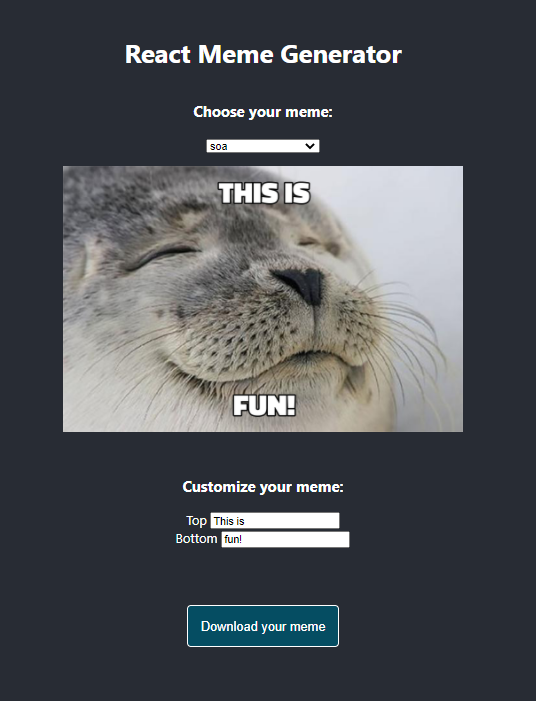 React Meme Generator
Choose your meme:
soa
THIS IS
FUN!
Customize your meme:
Top This is
Bottom fun!
Download your meme